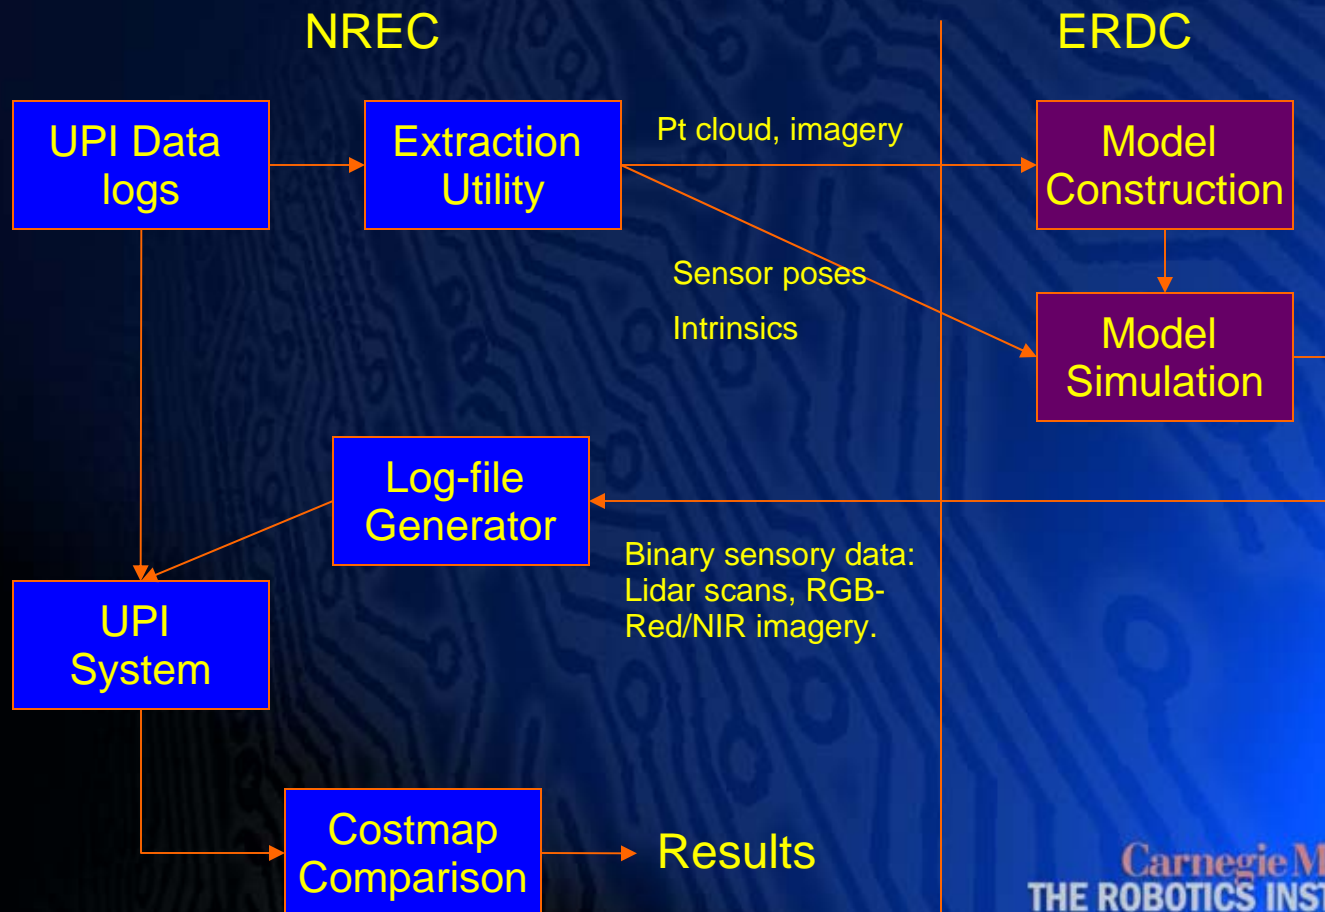 NREC
ERDC
UPI Data
logs
Extraction
Utility
Pt cloud, imagery
Model
Construction
Sensor poses
Intrinsics
Model
Simulation
Log-file
Generator
Binary sensory data:
Lidar scans, RGB-
Red/NIR imagery.
UPI
System
Costmap
Comparison
Results
Carnegie M
THE ROBOTICS INST